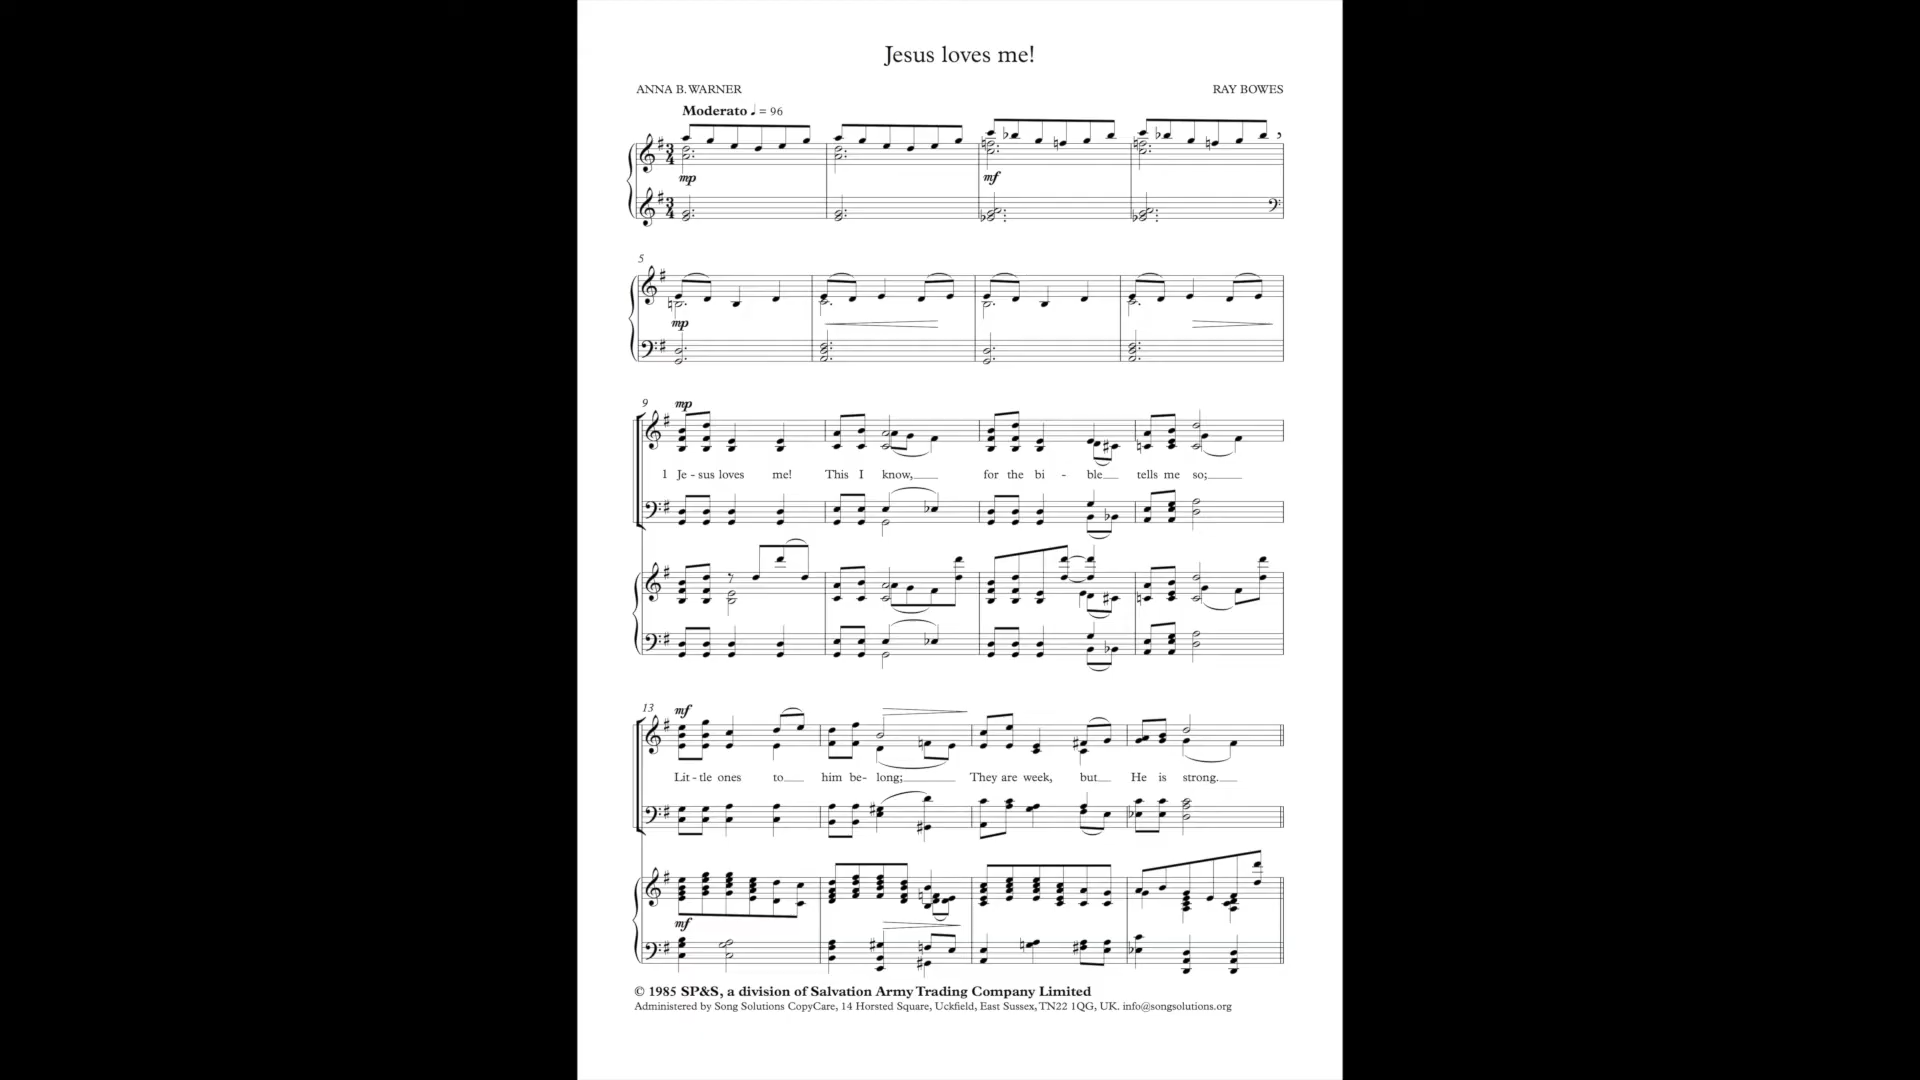 Jesus loves me!
ANNA B. WARNER RAY BOWES
Moderato ♩ = 96
mp mf
5
mp
9 mp
1 Je - sus loves me! This I know, for the bi - ble tells me so;
13 mf
Lit - tle ones to him be- long; They are week, but He is strong.
mf
© 1985 SP&S, a division of Salvation Army Trading Company Limited
Administered by Song Solutions CopyCare, 14 Horsted Square, Uckfield, East Sussex, TN22 1QG, UK. info@songsolutions.org